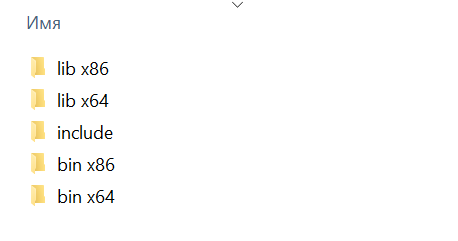 Имя
lib x86
lib x64
include
bin x86
bin x64